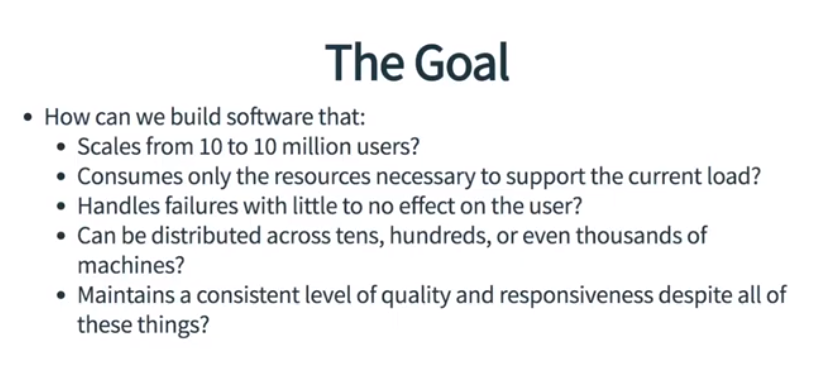 The Goal
• How can we build software that:
• Scales from 10 to 10 million users?
• Consumes only the resources necessary to support the current load?
• Handles failures with little to no effect on the user?
• Can be distributed across tens, hundreds, or even thousands of
machines?
• Maintains a consistent level of quality and responsiveness despite all of
these things?